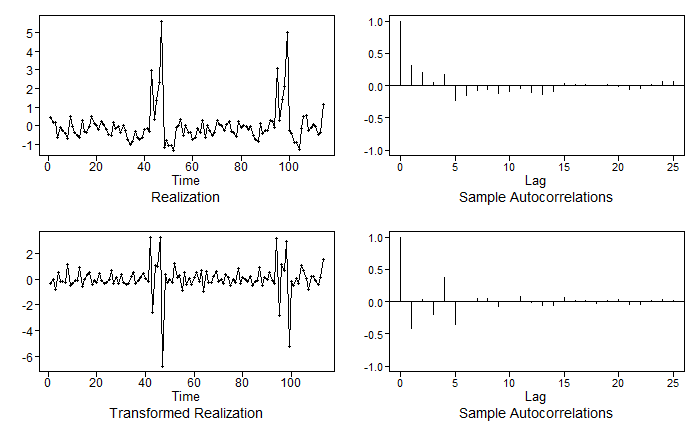 5
4
3
2
1
0
-1
0 20 40 60 80 100
Time
Realization
1.0
0.5
0.0
-0.5
-1.0
0 5 10 15 20 25
Lag
Sample Autocorrelations
2
0
-2
-4
-6
0 20 40 60 80 100
Time
Transformed Realization
1.0
0.5
0.0
-0.5
-1.0
0 5 10 15 20 25
Lag
Sample Autocorrelations